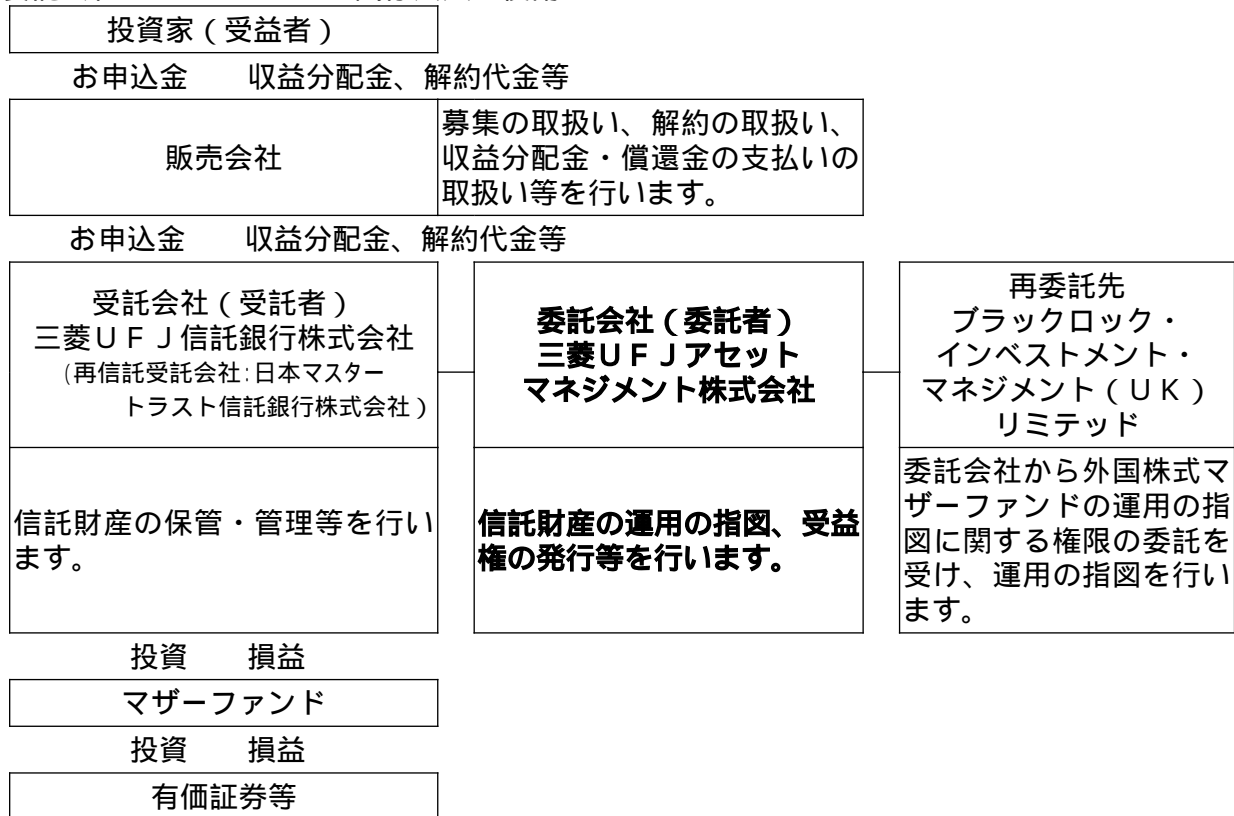 投資家（受益者）
お申込金　収益分配金、解約代金等
販売会社
募集の取扱い、解約の取扱い、
収益分配金・償還金の支払いの
取扱い等を行います。
お申込金　収益分配金、解約代金等
受託会社（受託者）
三菱ＵＦＪ信託銀行株式会社
（再信託受託会社：日本マスター
トラスト信託銀行株式会社）
委託会社（委託者）
三菱ＵＦＪアセット
マネジメント株式会社
再委託先
ブラックロック・
インベストメント・
マネジメント（ＵＫ）
リミテッド
信託財産の保管・管理等を行い
ます。
信託財産の運用の指図、受益
権の発行等を行います。
委託会社から外国株式マ
ザーファンドの運用の指
図に関する権限の委託を
受け、運用の指図を行い
ます。
投資　損益
マザーファンド
投資　損益
有価証券等